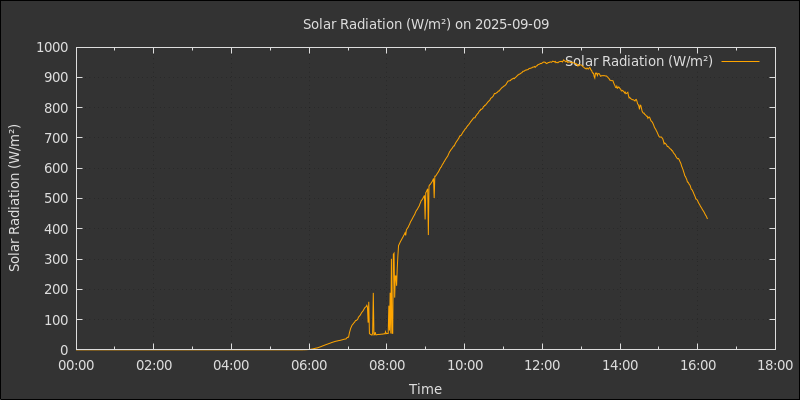 Solar Radiation (W/m²) on 2025-09-09
Solar Radiation (W/m²)
Solar Radiation (W/m²)
1000
900
800
700
600
500
400
300
200
100
0
00:00 02:00 04:00 06:00 08:00 10:00 12:00 14:00 16:00 18:00
Time